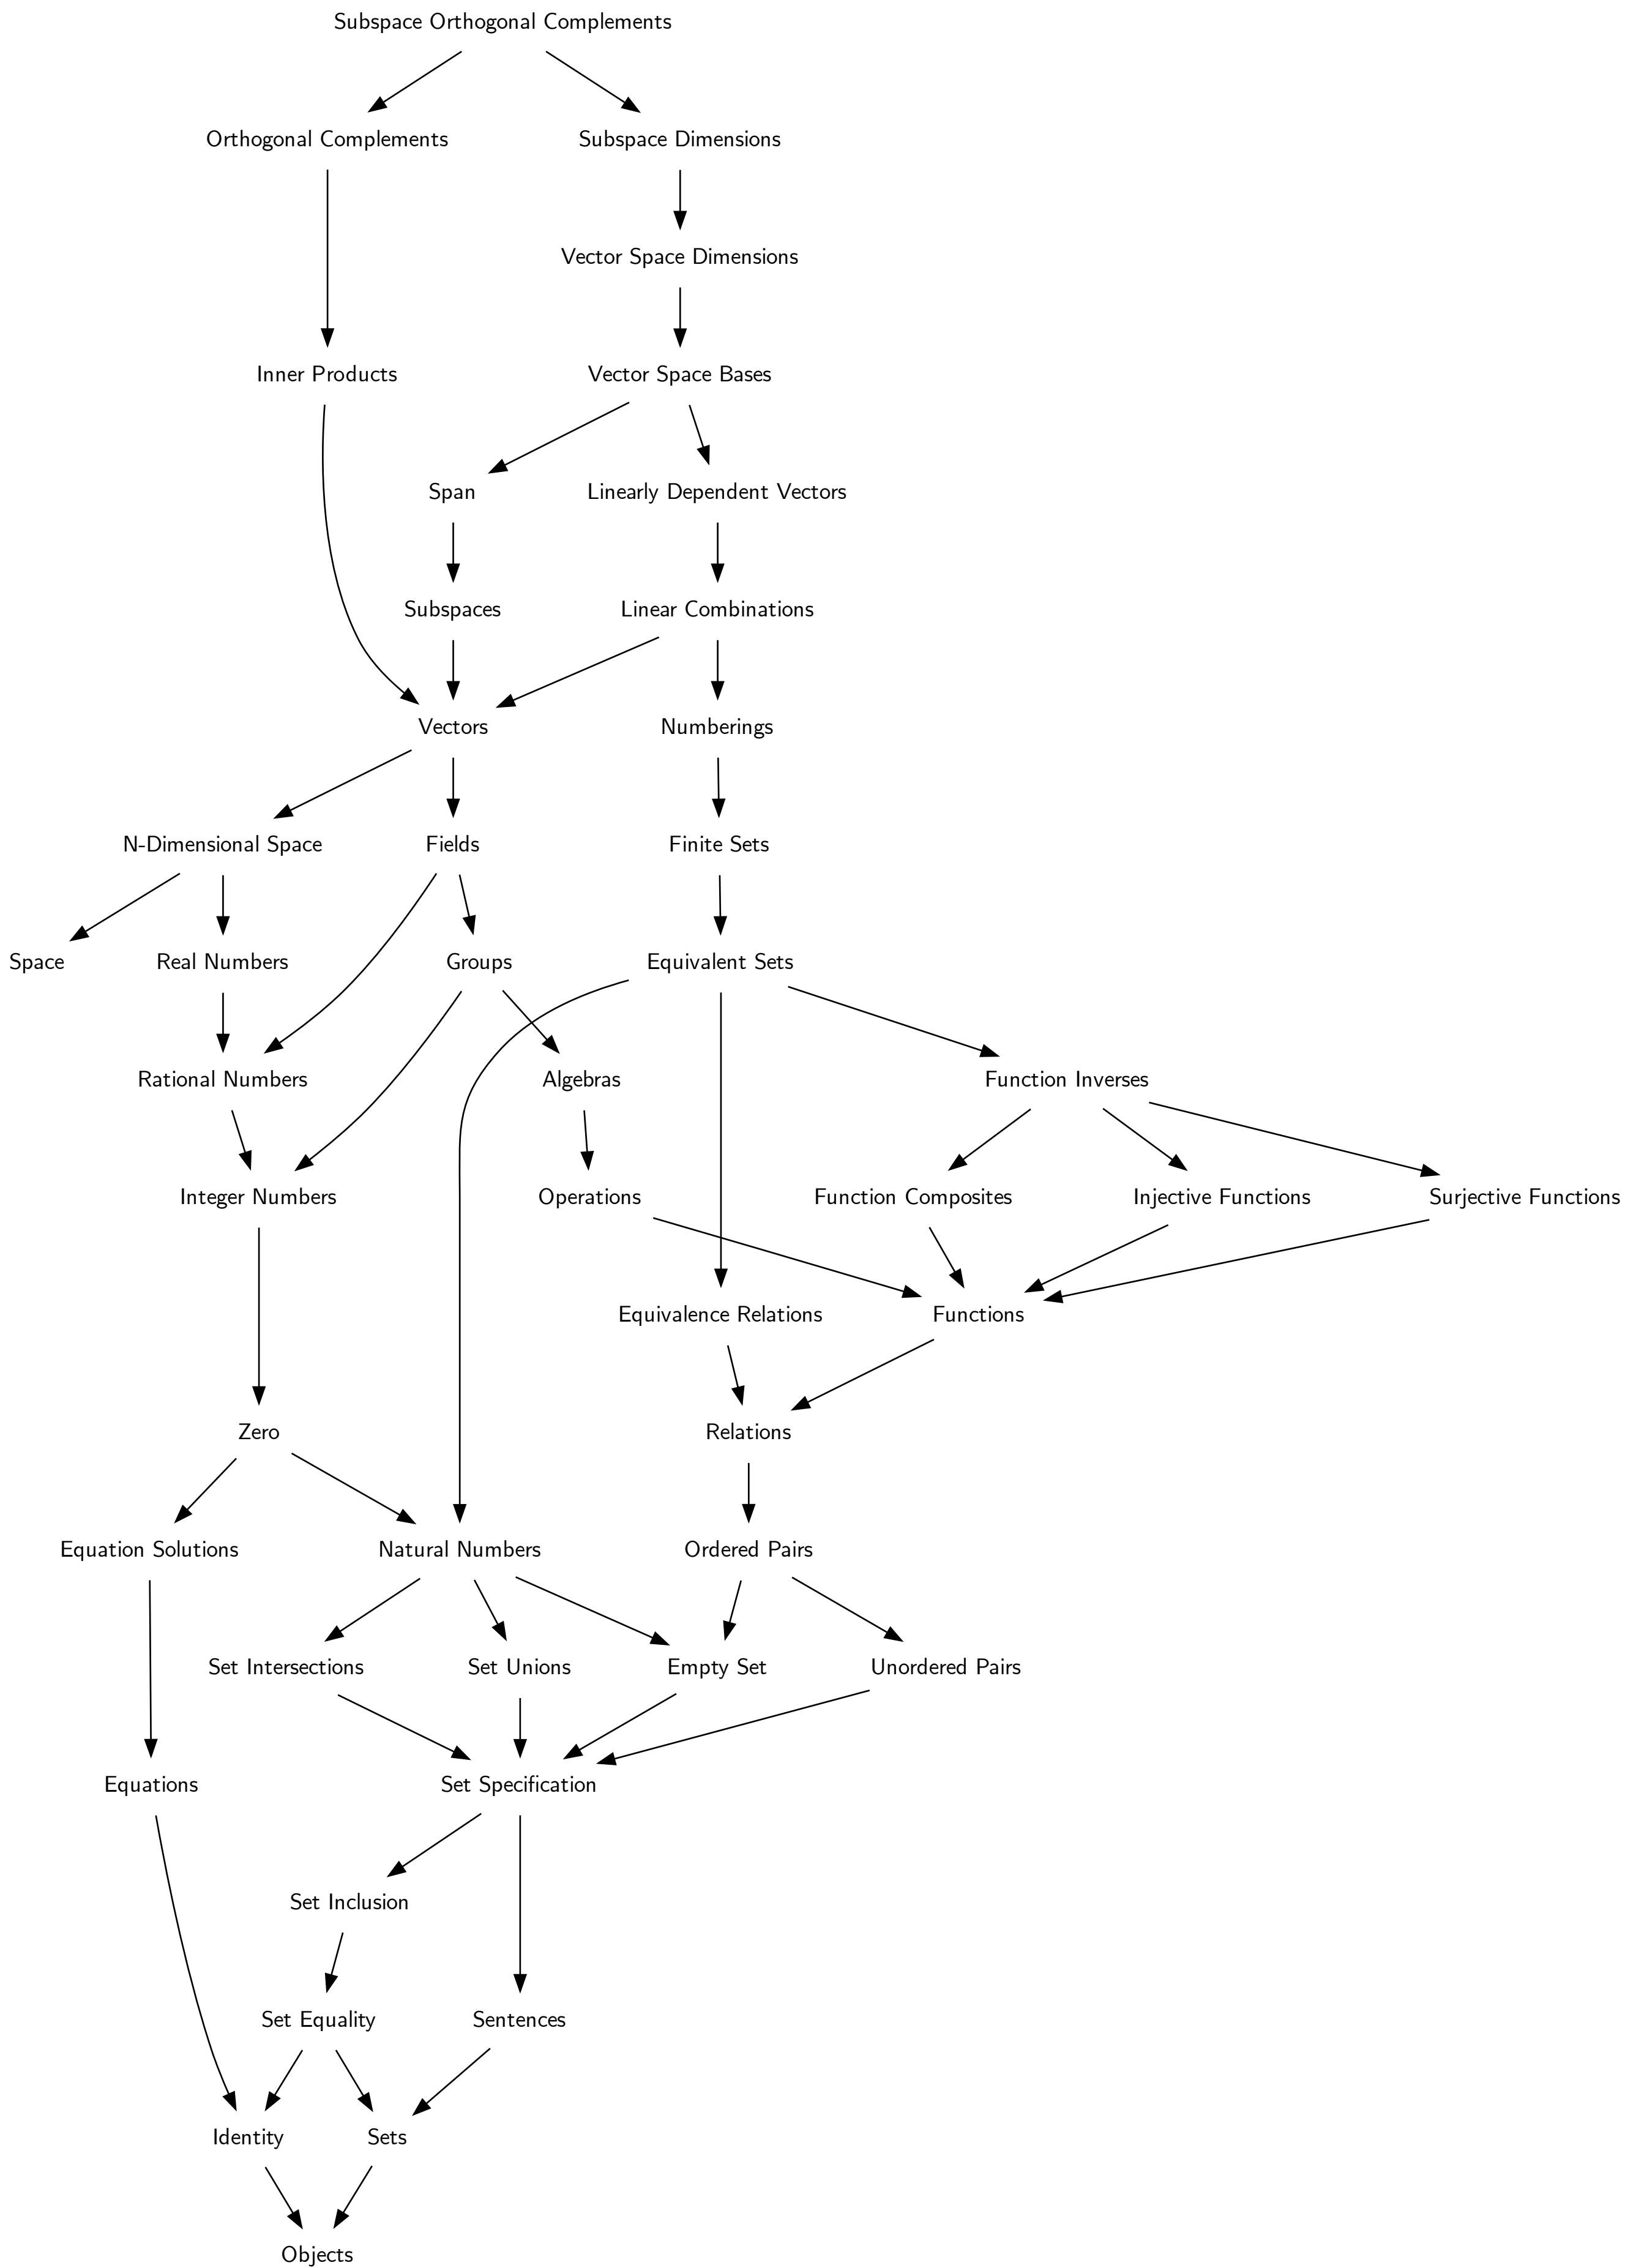 Subspace Orthogonal Complements
Orthogonal Complements
Subspace Dimensions
Vector Space Dimensions
Inner Products
Vector Space Bases
Span
Linearly Dependent Vectors
Subspaces
Linear Combinations
Vectors
Numberings
N-Dimensional Space
Fields
Finite Sets
Space
Real Numbers
Groups
Equivalent Sets
Rational Numbers
Algebras
Function Inverses
Integer Numbers
Operations
Function Composites
Injective Functions
Surjective Functions
Equivalence Relations
Functions
Zero
Relations
Equation Solutions
Natural Numbers
Ordered Pairs
Set Intersections
Set Unions
Empty Set
Unordered Pairs
Equations
Set Specification
Set Inclusion
Set Equality
Sentences
Identity
Sets
Objects